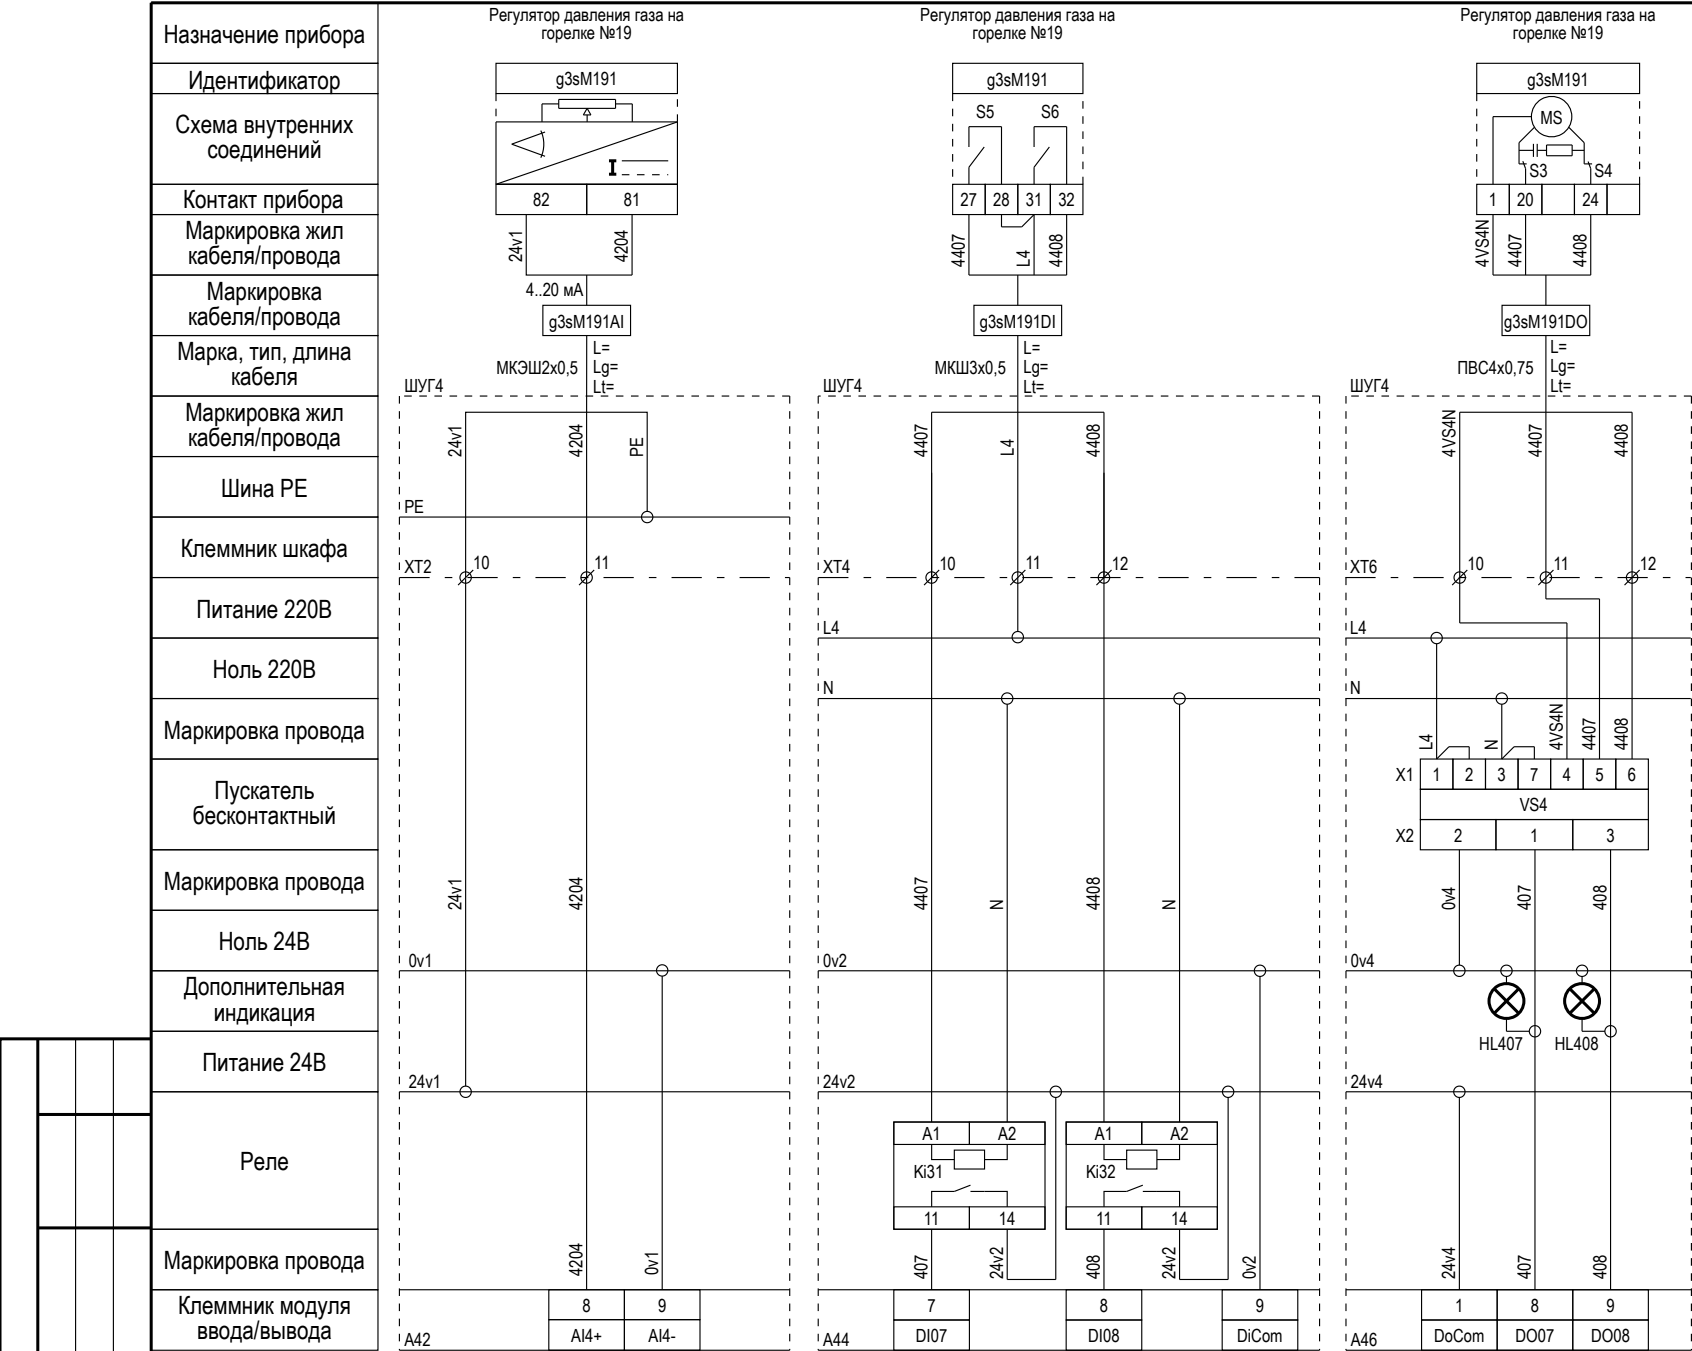 Назначение прибора
Регулятор давления газа на
горелке №19
Регулятор давления газа на
горелке №19
Регулятор давления газа на
горелке №19
Идентификатор
g3sM191
g3sM191
g3sM191
Схема внутренних
соединений
I
S5
S6
MS
S3
S4
Контакт прибора
82
81
27
28
31
32
1
20
24
Маркировка жил
кабеля/провода
24v1
4204
4407
L4
4408
4VS4N
4407
4408
Маркировка
кабеля/провода
4..20 мА
g3sM191AI
g3sM191DI
g3sM191DO
Марка, тип, длина
кабеля
МКЭШ2х0,5
L=
Lg=
Lt=
МКШ3х0,5
L=
Lg=
Lt=
ПВС4х0,75
L=
Lg=
Lt=
ШУГ4
ШУГ4
ШУГ4
Маркировка жил
кабеля/провода
24v1
4204
PE
4407
L4
4408
4VS4N
4407
4408
Шина PE
PE
Клеммник шкафа
XT2
10
11
XT4
10
11
12
XT6
10
11
12
Питание 220В
L4
L4
Ноль 220В
N
N
Маркировка провода
L4
N
4VS4N
4407
4408
Пускатель
бесконтактный
X1
1
2
3
7
4
5
6
VS4
X2
2
1
3
Маркировка провода
24v1
4204
4407
N
4408
N
0v4
407
408
Ноль 24В
0v1
0v2
0v4
Дополнительная
индикация
HL407
HL408
Питание 24В
24v1
24v2
24v4
Реле
A1
A2
Ki31
11
14
A1
A2
Ki32
11
14
Маркировка провода
4204
0v1
407
24v2
408
24v2
0v2
24v4
407
408
Клеммник модуля
ввода/вывода
A42
8
9
AI4+
AI4-
A44
7
8
9
DI07
DI08
DiCom
A46
1
8
9
DoCom
DO07
DO08